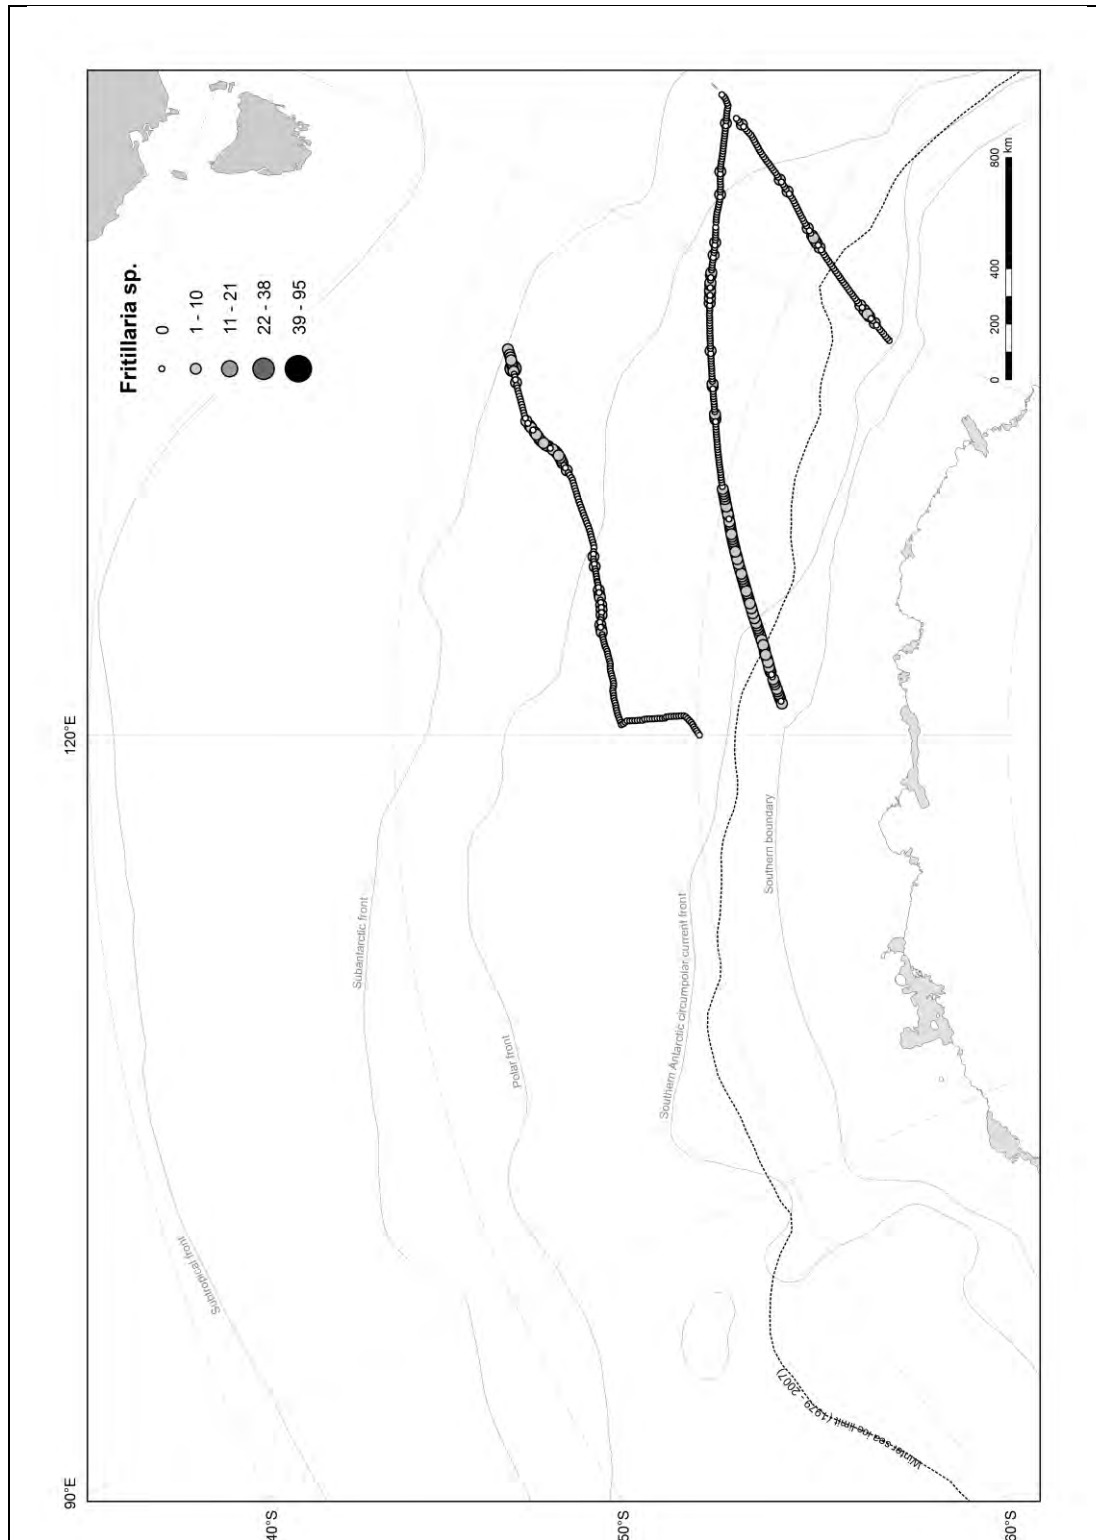 Fritillaria sp.
0
1 - 10
11 - 21
22 - 38
39 - 95
120°E
90°E
40°S
50°S
60°S
Subtropical front
Subantarctic front
Polar front
Southern Antarctic circumpolar current front
Southern boundary
Winter sea ice limit (1979 - 2007)
0 200 400 800
km